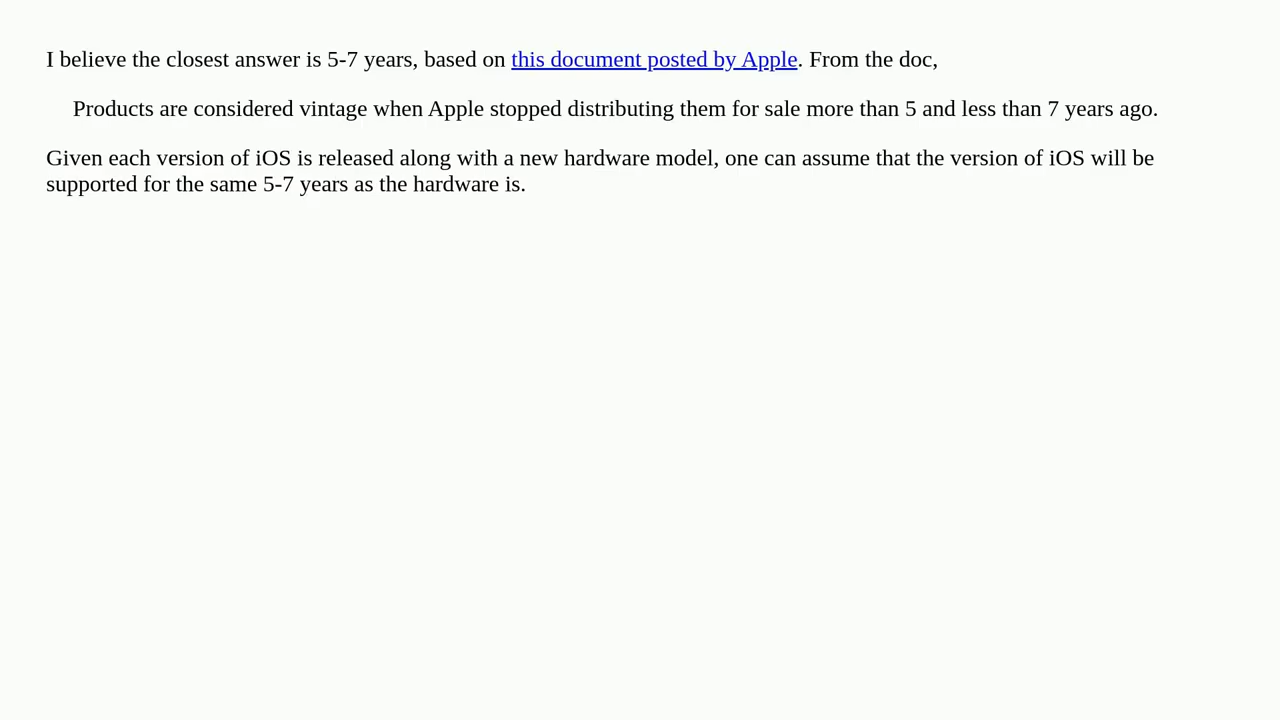 I believe the closest answer is 5-7 years, based on this document posted by Apple. From the doc,
Products are considered vintage when Apple stopped distributing them for sale more than 5 and less than 7 years ago.
Given each version of iOS is released along with a new hardware model, one can assume that the version of iOS will be
supported for the same 5-7 years as the hardware is.